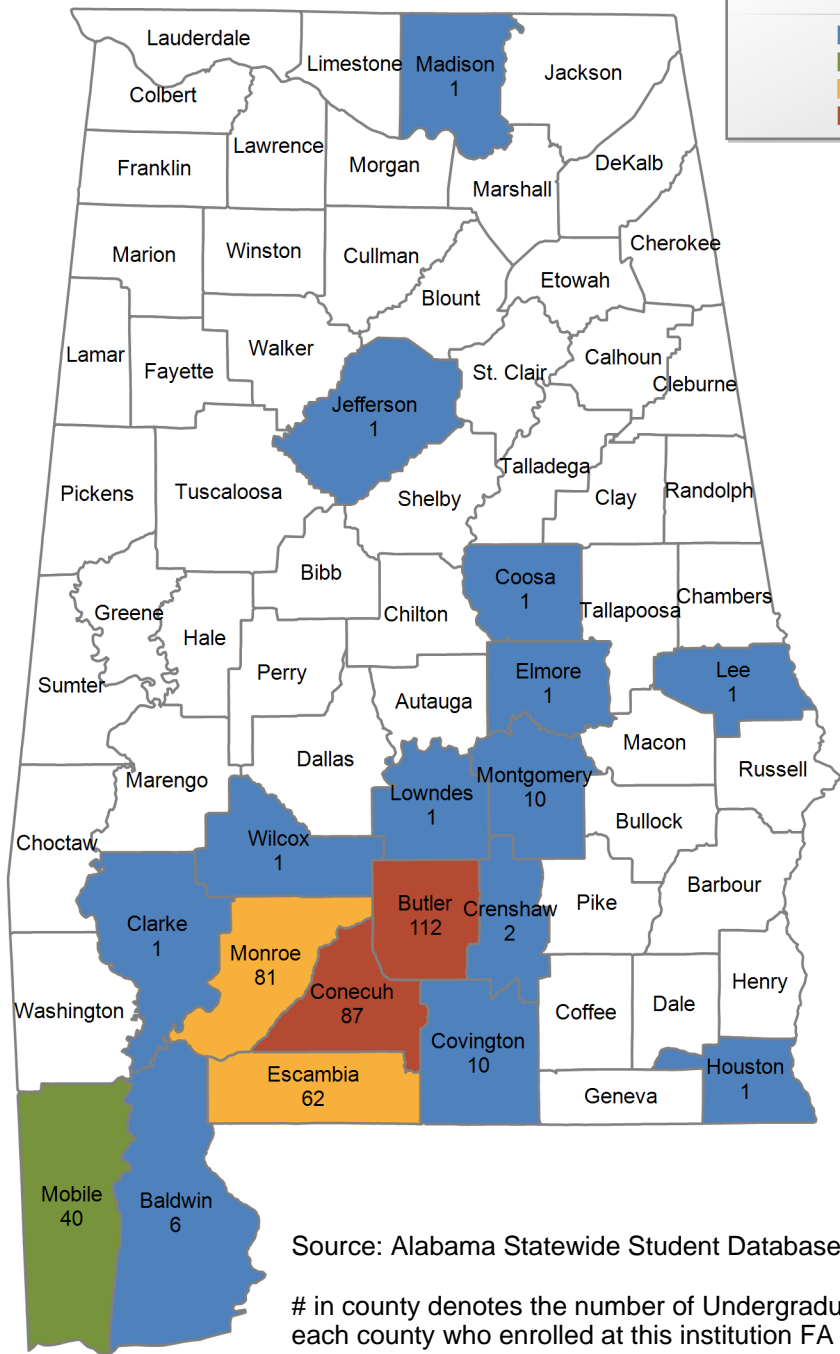 Lauderdale
Limestone
Madison
1
Jackson
Colbert
Lawrence
Franklin
Morgan
DeKalb
Marshall
Cherokee
Marion
Winston
Cullman
Etowah
Blount
Lamar
Fayette
Walker
St. Clair
Calhoun
Cleburne
Jefferson
1
Talladega
Pickens
Tuscaloosa
Shelby
Clay
Randolph
Bibb
Coosa
1
Greene
Hale
Chilton
Tallapoosa
Chambers
Perry
Sumter
Elmore
1
Lee
1
Autauga
Macon
Dallas
Russell
Marengo
Montgomery
10
Lowndes
1
Bullock
Choctaw
Wilcox
1
Barbour
Butler
112
Crenshaw
2
Pike
Clarke
1
Monroe
81
Henry
Conecuh
87
Washington
Coffee
Dale
Covington
10
Houston
1
Escambia
62
Geneva
Mobile
40
Baldwin
6
Source: Alabama Statewide Student Database
# in county denotes the number of Undergradu
each county who enrolled at this institution FA